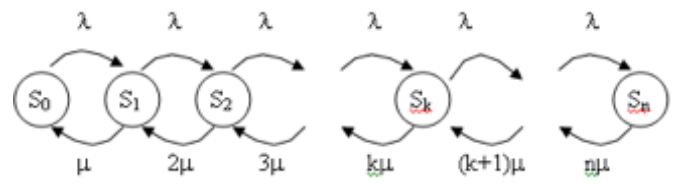 λ λ λ λ λ λ
S₀ S₁ S₂ Sₖ Sₙ
μ 2μ 3μ kμ (k+1)μ nμ